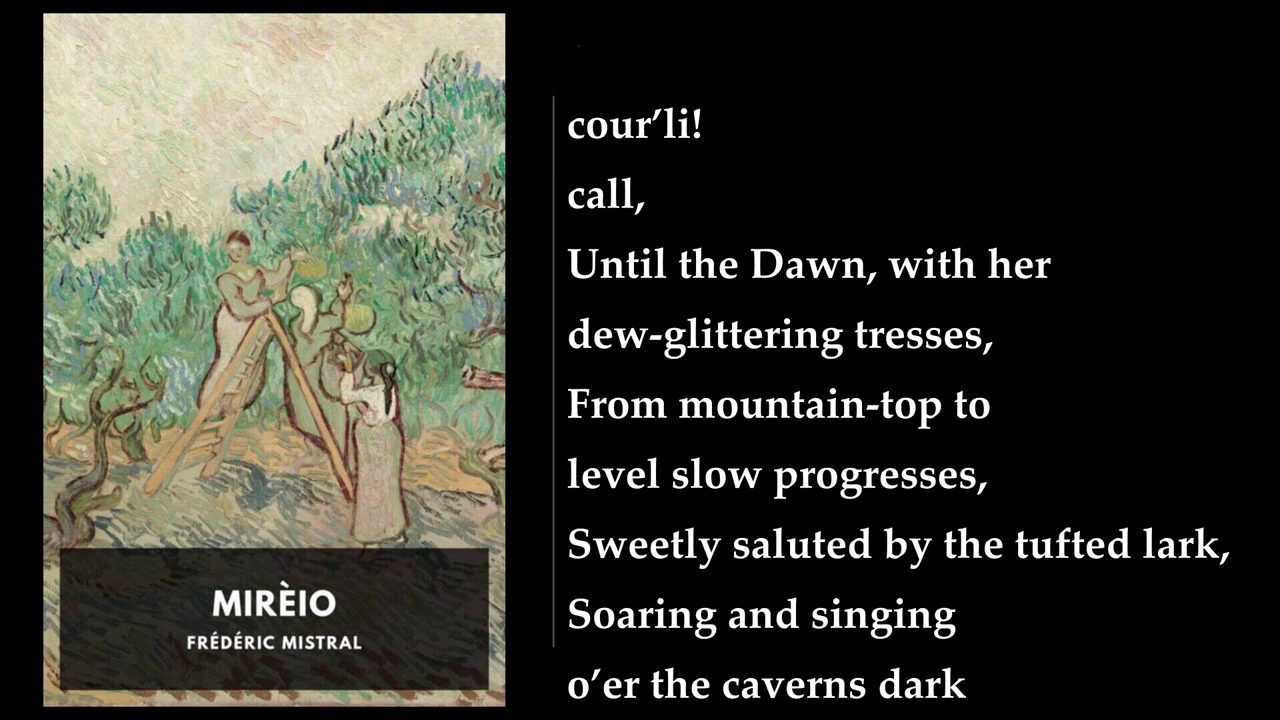 MIRÈIO
FRÉDÉRIC MISTRAL
cour’li!
call,
Until the Dawn, with her
dew-glittering tresses,
From mountain-top to
level slow progresses,
Sweetly saluted by the tufted lark,
Soaring and singing
o’er the caverns dark